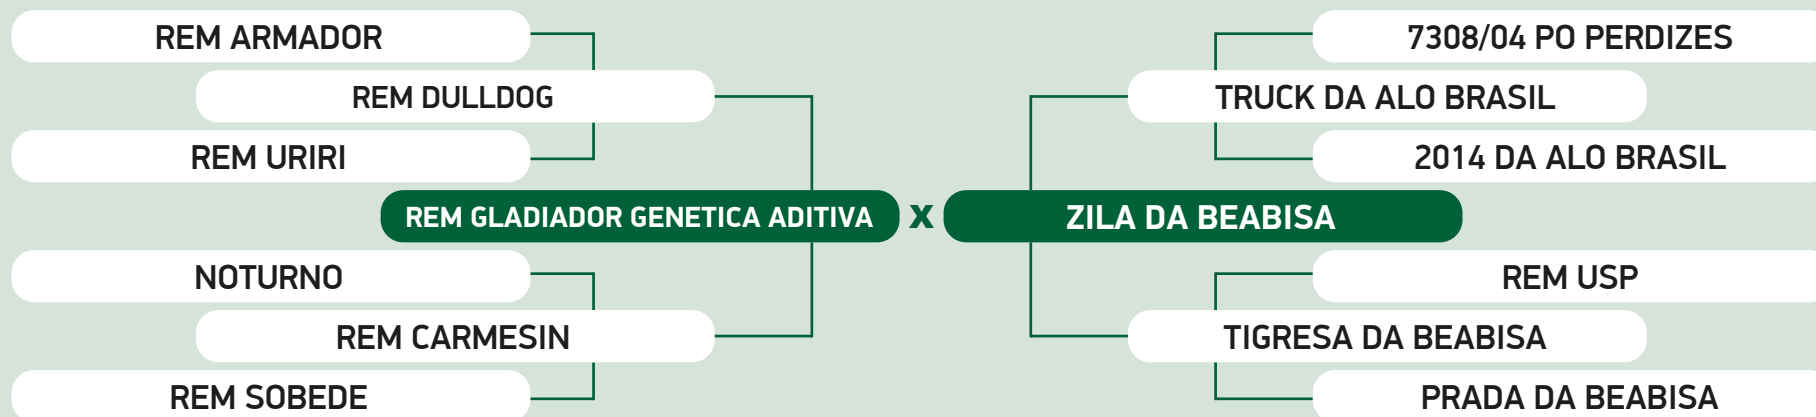 REM ARMADOR
7308/04 PO PERDIZES
REM DULLDOG
TRUCK DA ALO BRASIL
REM URIRI
2014 DA ALO BRASIL
REM GLADIADOR GENETICA ADITIVA X ZILA DA BEABISA
NOTURNO
REM USP
REM CARMESIN
TIGRESA DA BEABISA
REM SOBEDE
PRADA DA BEABISA